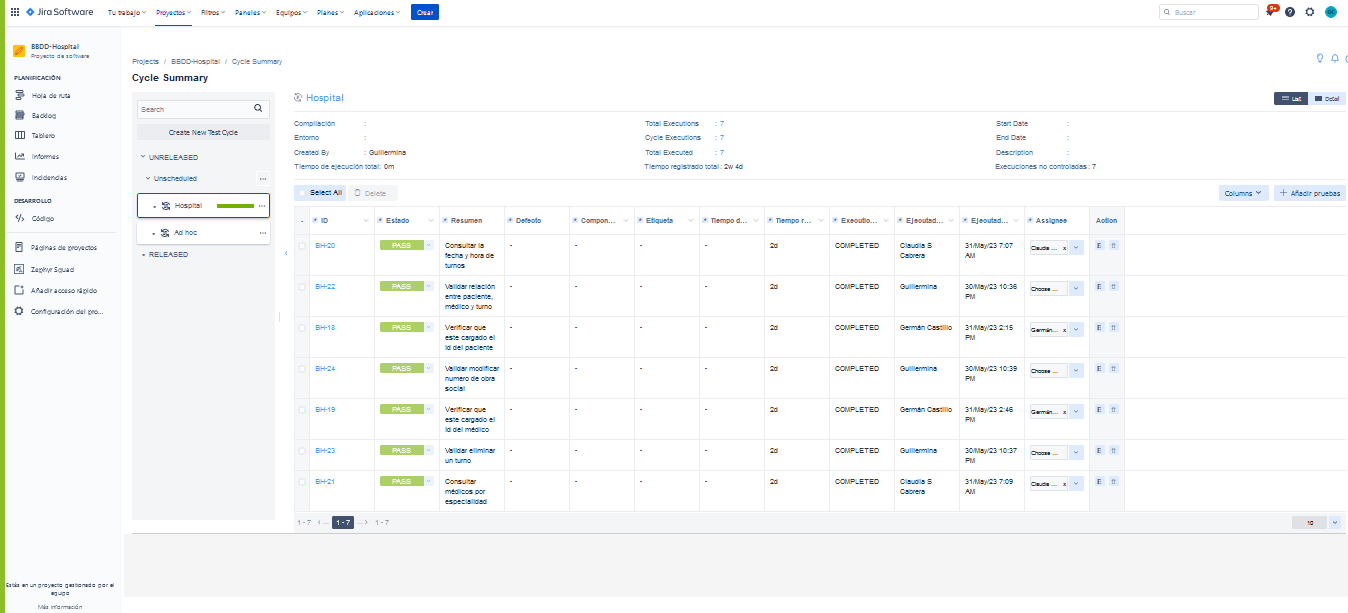 Jira Software
Tu trabajo
Proyectos
Filtros
Paneles
Equipos
Planes
Aplicaciones
Crear
Buscar
9+
BBDD-Hospital
Proyecto de software
PLANIFICACIÓN
Hoja de ruta
Backlog
Tablero
Informes
Incidencias
DESARROLLO
Código
Páginas de proyectos
Zephyr Squad
Añadir acceso rápido
Configuración del pro...
Estás en un proyecto gestionado por el
equipo
Más información
Projects / BBDD-Hospital / Cycle Summary
Cycle Summary
Search
Create New Test Cycle
UNRELEASED
Unscheduled
Hospital
Ad hoc
RELEASED
Hospital
List
Detail
Compilación :
Total Executions : 7
Start Date :
Entorno :
Cycle Executions : 7
End Date :
Created By : Guillermina
Total Executed : 7
Description :
Tiempo de ejecución total: 0m
Tiempo registrado total : 2w 4d
Execuciones no controladas : 7
Select All
Delete
Columns
Añadir pruebas
- ID Estado Resumen Defecto Compon... Etiqueta Tiempo d... Tiempo r... Executio... Ejecutad... Ejecutad... Assignee Action
BH-20 PASS Consultar la - - - - 2d COMPLETED Claudia S 31/May/23 7:07 Claudia ... x E
fecha y hora de Cabrera AM
turnos
BH-22 PASS Validar relación - - - - 2d COMPLETED Guillermina 30/May/23 10:36 Choose ... E
entre paciente, PM
médico y turno
BH-18 PASS Verificar que - - - - 2d COMPLETED Germán Castillo 31/May/23 2:15 Germán... x E
este cargado el PM
id del paciente
BH-24 PASS Validar modificar - - - - 2d COMPLETED Guillermina 30/May/23 10:39 Choose ... E
numero de obra PM
social
BH-19 PASS Verificar que - - - - 2d COMPLETED Germán Castillo 31/May/23 2:46 Germán... x E
este cargado el PM
id del médico
BH-23 PASS Validar eliminar - - - - 2d COMPLETED Guillermina 30/May/23 10:37 Choose ... E
un turno PM
BH-21 PASS Consultar - - - - 2d COMPLETED Claudia S 31/May/23 7:09 Claudia ... x E
médicos por Cabrera AM
especialidad
1 - 7 ‹ ... 1 - 7 ... › 1 - 7
10